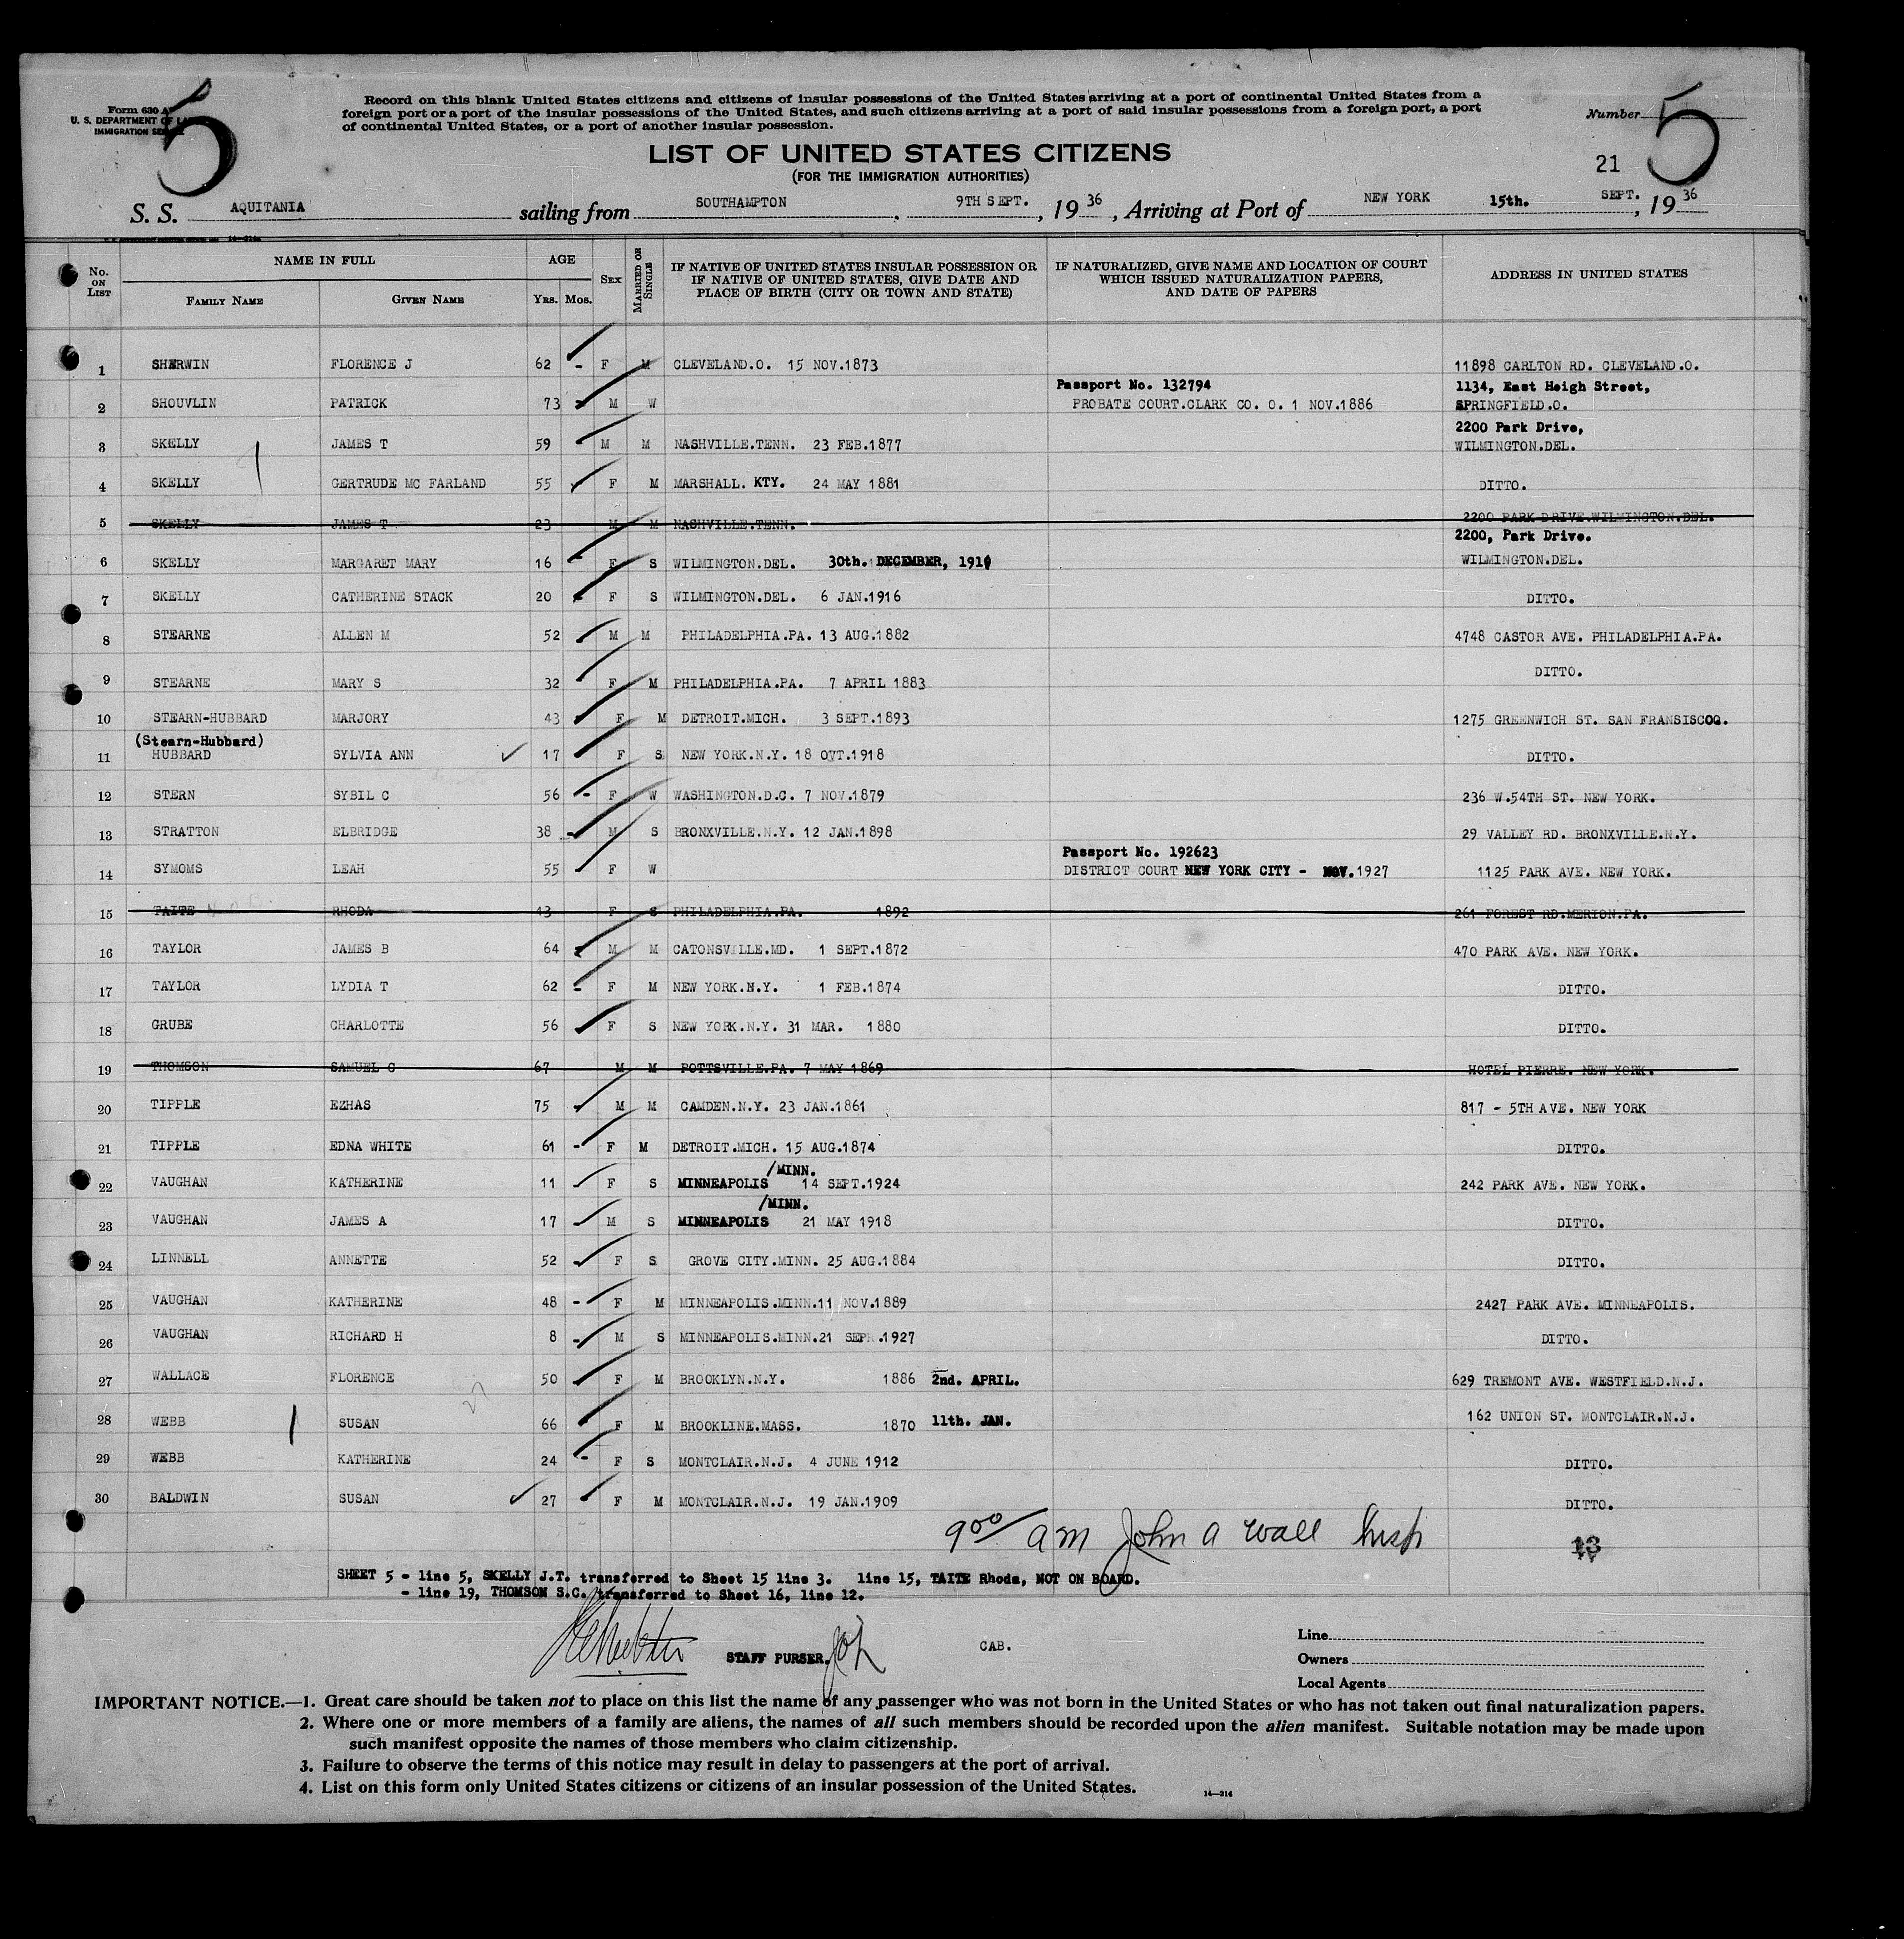 Form 630 A
U. S. DEPARTMENT OF LA
IMMIGRATION SE
5
Record on this blank United States citizens and citizens of insular possessions of the United States arriving at a port of continental United States from a
foreign port or a port of the insular possessions of the United States, and such citizens arriving at a port of said insular possessions from a foreign port, a port
of continental United States, or a port of another insular possession.
Number 5
LIST OF UNITED STATES CITIZENS
(FOR THE IMMIGRATION AUTHORITIES)
21
S. S. AQUITANIA sailing from SOUTHAMPTON, 9TH SEPT., 1936, Arriving at Port of NEW YORK 15th. SEPT., 1936
No. ON LIST NAME IN FULL FAMILY NAME GIVEN NAME AGE YRS. MOS. SEX MARRIED OR SINGLE IF NATIVE OF UNITED STATES INSULAR POSSESSION OR IF NATIVE OF UNITED STATES, GIVE DATE AND PLACE OF BIRTH (CITY OR TOWN AND STATE) IF NATURALIZED, GIVE NAME AND LOCATION OF COURT WHICH ISSUED NATURALIZATION PAPERS, AND DATE OF PAPERS ADDRESS IN UNITED STATES
1 SHERWIN FLORENCE J 62 - F M CLEVELAND.O. 15 NOV.1873 11898 CARLTON RD. CLEVELAND.O.
Passport No. 132794 1134, East Heigh Street,
2 SHOUVLIN PATRICK 73 - M W PROBATE COURT.CLARK CO. O. 1 NOV.1886 SPRINGFIELD.O.
2200 Park Drive,
3 SKELLY JAMES T 59 M M NASHVILLE.TENN. 23 FEB.1877 WILMINGTON.DEL.
4 SKELLY GERTRUDE MC FARLAND 55 F M MARSHALL. KTY. 24 MAY 1881 DITTO.
5 SKELLY JAMES T 23 M M NASHVILLE.TENN. 2200 PARK DRIVE.WILMINGTON.DEL.
2200, Park Drive.
6 SKELLY MARGARET MARY 16 - F S WILMINGTON.DEL. 30th. DECEMBER, 191 WILMINGTON.DEL.
7 SKELLY CATHERINE STACK 20 F S WILMINGTON.DEL. 6 JAN.1916 DITTO.
8 STEARNE ALLEN M 52 M M PHILADELPHIA.PA. 13 AUG.1882 4748 CASTOR AVE. PHILADELPHIA.PA.
9 STEARNE MARY S 32 F M PHILADELPHIA.PA. 7 APRIL 1883 DITTO.
10 STEARN-HUBBARD MARJORY 43 F M DETROIT.MICH. 3 SEPT.1893 1275 GREENWICH ST. SAN FRANSISCOO.
(Stearn-Hubbard)
11 HUBBARD SYLVIA ANN 17 F S NEW YORK.N.Y. 18 OVT.1918 DITTO.
12 STERN SYBIL C 56 - F W WASHINGTON.D.C. 7 NOV.1879 236 W.54TH ST. NEW YORK.
13 STRATTON ELBRIDGE 38 - M S BRONXVILLE.N.Y. 12 JAN.1898 29 VALLEY RD. BRONXVILLE.N.Y.
Passport No. 192623
14 SYMOMS LEAH 55 F W DISTRICT COURT NEW YORK CITY - NOV.1927 1125 PARK AVE. NEW YORK.
15 TAITE RHODA 43 F S PHILADELPHIA.PA. 1892 261 FOREST RD.MERION.PA.
16 TAYLOR JAMES B 64 M M CATONSVILLE.MD. 1 SEPT.1872 470 PARK AVE. NEW YORK.
17 TAYLOR LYDIA T 62 - F M NEW YORK.N.Y. 1 FEB.1874 DITTO.
18 GRUBE CHARLOTTE 56 F S NEW YORK.N.Y. 31 MAR. 1880 DITTO.
19 THOMSON SAMUEL C 67 M M POTTSVILLE.PA. 7 MAY 1869 HOTEL PIERRE. NEW YORK.
20 TIPPLE EZHAS 75 - M M CAMDEN.N.Y. 23 JAN.1861 817 - 5TH AVE. NEW YORK
21 TIPPLE EDNA WHITE 61 - F M DETROIT.MICH. 15 AUG.1874 DITTO.
/MINN.
22 VAUGHAN KATHERINE 11 F S MINNEAPOLIS 14 SEPT.1924 242 PARK AVE. NEW YORK.
/MINN.
23 VAUGHAN JAMES A 17 M S MINNEAPOLIS 21 MAY 1918 DITTO.
24 LINNELL ANNETTE 52 - F S GROVE CITY.MINN. 25 AUG.1884 DITTO.
25 VAUGHAN KATHERINE 48 - F M MINNEAPOLIS.MINN.11 NOV.1889 2427 PARK AVE. MINNEAPOLIS.
26 VAUGHAN RICHARD H 8 - M S MINNEAPOLIS.MINN.21 SEPR.1927 DITTO.
27 WALLACE FLORENCE 50 F M BROOKLYN.N.Y. 1886 2nd. APRIL. 629 TREMONT AVE. WESTFIELD.N.J.
28 WEBB SUSAN 66 F M BROOKLINE.MASS. 1870 11th. JAN. 162 UNION ST. MONTCLAIR.N.J.
29 WEBB KATHERINE 24 - F S MONTCLAIR.N.J. 4 JUNE 1912 DITTO.
30 BALDWIN SUSAN 27 F M MONTCLAIR.N.J. 19 JAN.1909 DITTO.
9 00/ am John A Wall Insp
13
SHEET 5 - line 5, SKELLY J.T. transferred to Sheet 15 line 3. line 15, TAITE Rhoda, NOT ON BOARD.
- line 19, THOMSON S.C. transferred to Sheet 16, line 12.
STAFF PURSER. CAB.
Line
Owners
Local Agents
IMPORTANT NOTICE.—1. Great care should be taken not to place on this list the name of any passenger who was not born in the United States or who has not taken out final naturalization papers.
2. Where one or more members of a family are aliens, the names of all such members should be recorded upon the alien manifest. Suitable notation may be made upon
such manifest opposite the names of those members who claim citizenship.
3. Failure to observe the terms of this notice may result in delay to passengers at the port of arrival.
4. List on this form only United States citizens or citizens of an insular possession of the United States.
14—214